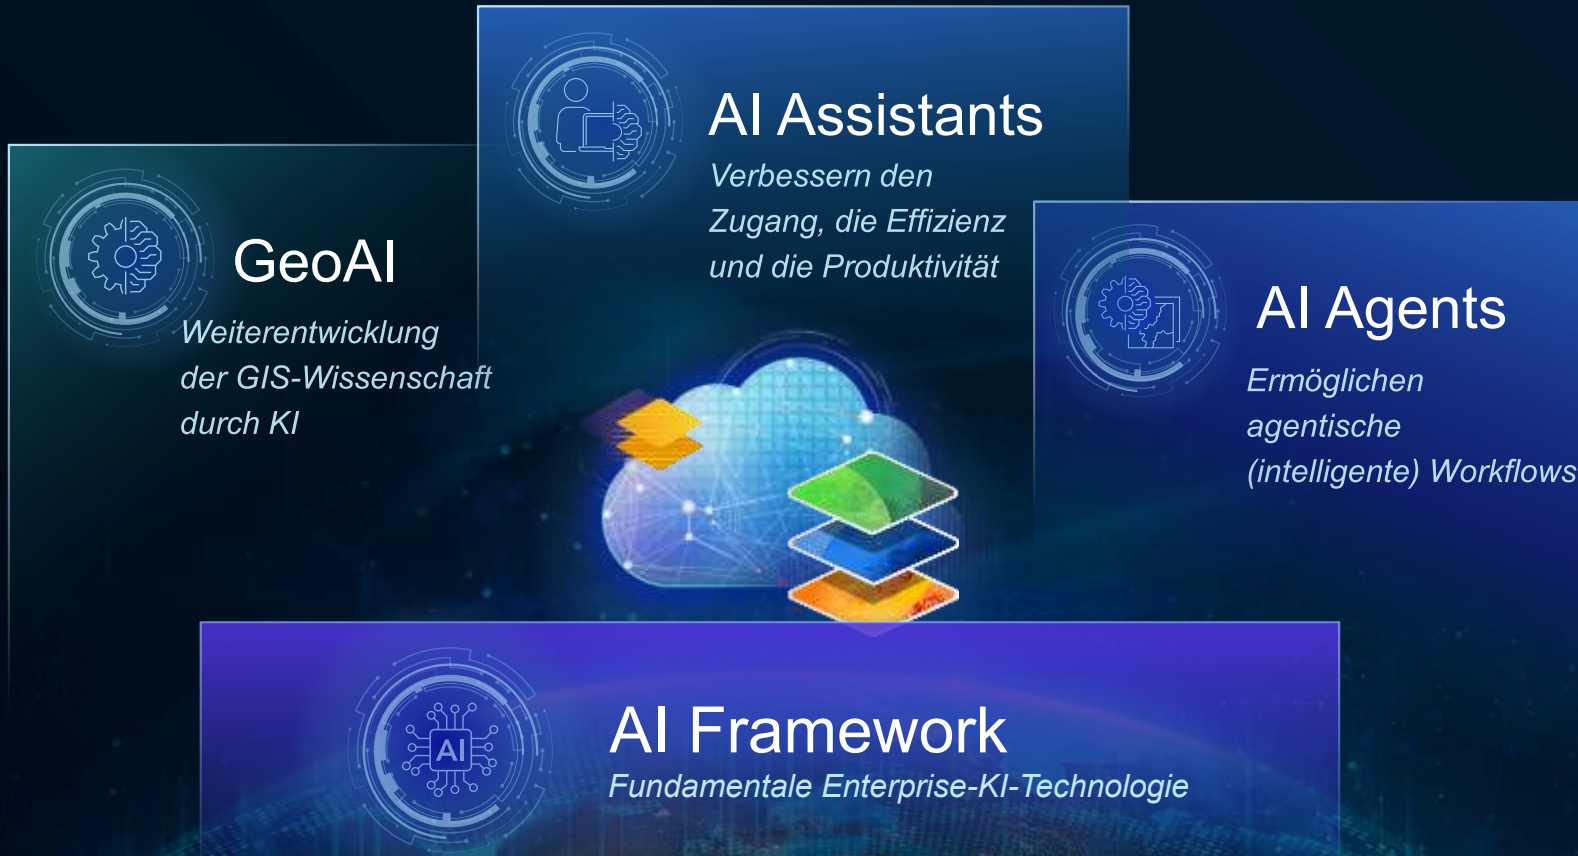 GeoAI
Weiterentwicklung
der GIS-Wissenschaft
durch KI
AI Assistants
Verbessern den
Zugang, die Effizienz
und die Produktivität
AI Agents
Ermöglichen
agentische
(intelligente) Workflows
AI
AI Framework
Fundamentale Enterprise-KI-Technologie